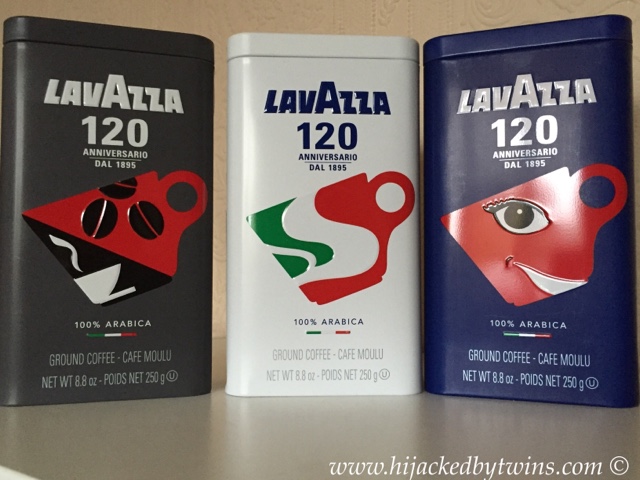 LAVAZZA
120
ANNIVERSARIO
DAL 1895
100% ARABICA
GROUND COFFEE - CAFE MOULU
NET WT 8.8 oz - POIDS NET 250 g U
LAVAZZA
120
ANNIVERSARIO
DAL 1895
100% ARABICA
GROUND COFFEE - CAFE MOULU
NET WT 8.8 oz - POIDS NET 250 g U
LAVAZZA
120
ANNIVERSARIO
DAL 1895
100% ARABICA
GROUND COFFEE - CAFE MOULU
NET WT 8.8 oz - POIDS NET 250 g U
www.hijackedbytwins.com ©